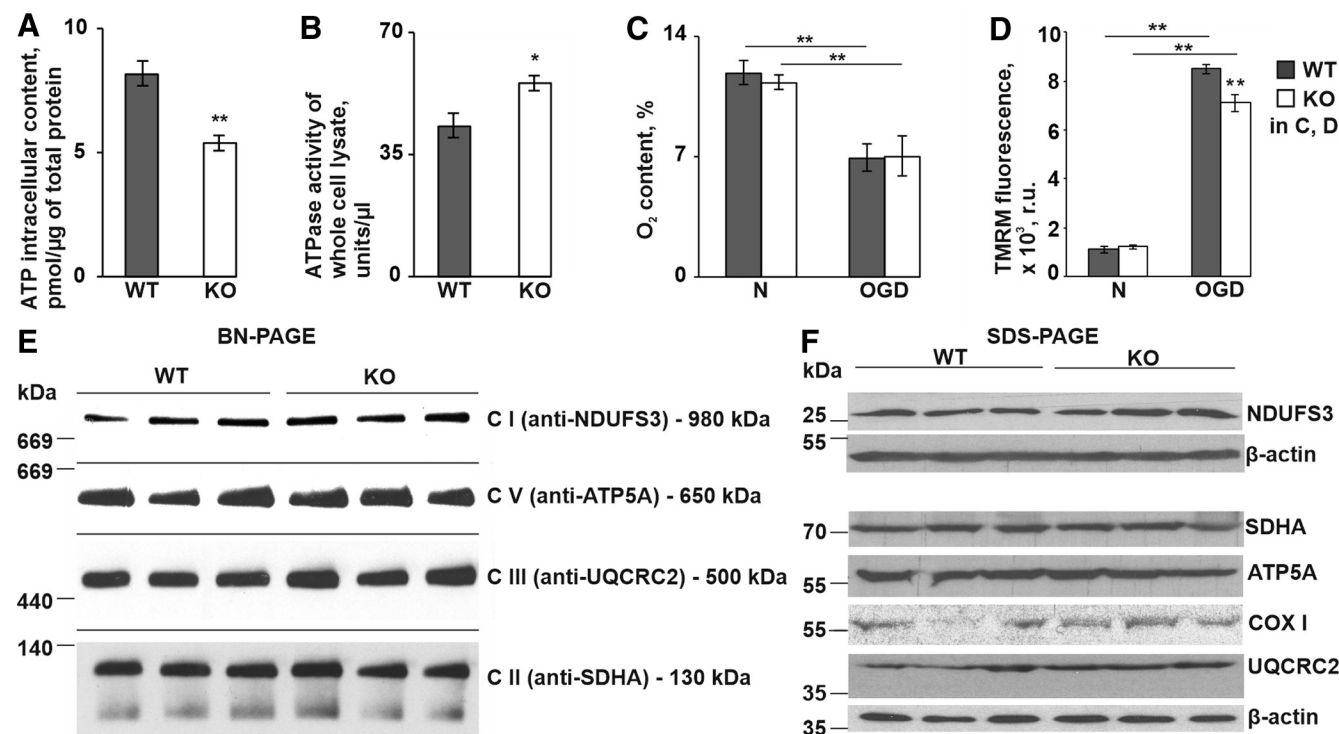 A
ATP intracellular content,
pmol/µg of total protein
10
5
0
**
WT KO
B
ATPase activity of
whole cell lysate,
units/µl
70
35
0
*
WT KO
C
O2 content, %
14
7
0
**
**
N OGD
D
TMRM fluorescence,
x 10³, r.u.
10
8
6
4
2
0
**
**
**
N OGD
WT
KO
in C, D
E
BN-PAGE
WT KO
kDa
669
C I (anti-NDUFS3) - 980 kDa
669
C V (anti-ATP5A) - 650 kDa
440
C III (anti-UQCRC2) - 500 kDa
140
C II (anti-SDHA) - 130 kDa
F
SDS-PAGE
WT KO
kDa
25
NDUFS3
55
β-actin
70
SDHA
55
ATP5A
55
COX I
UQCRC2
35
β-actin
35